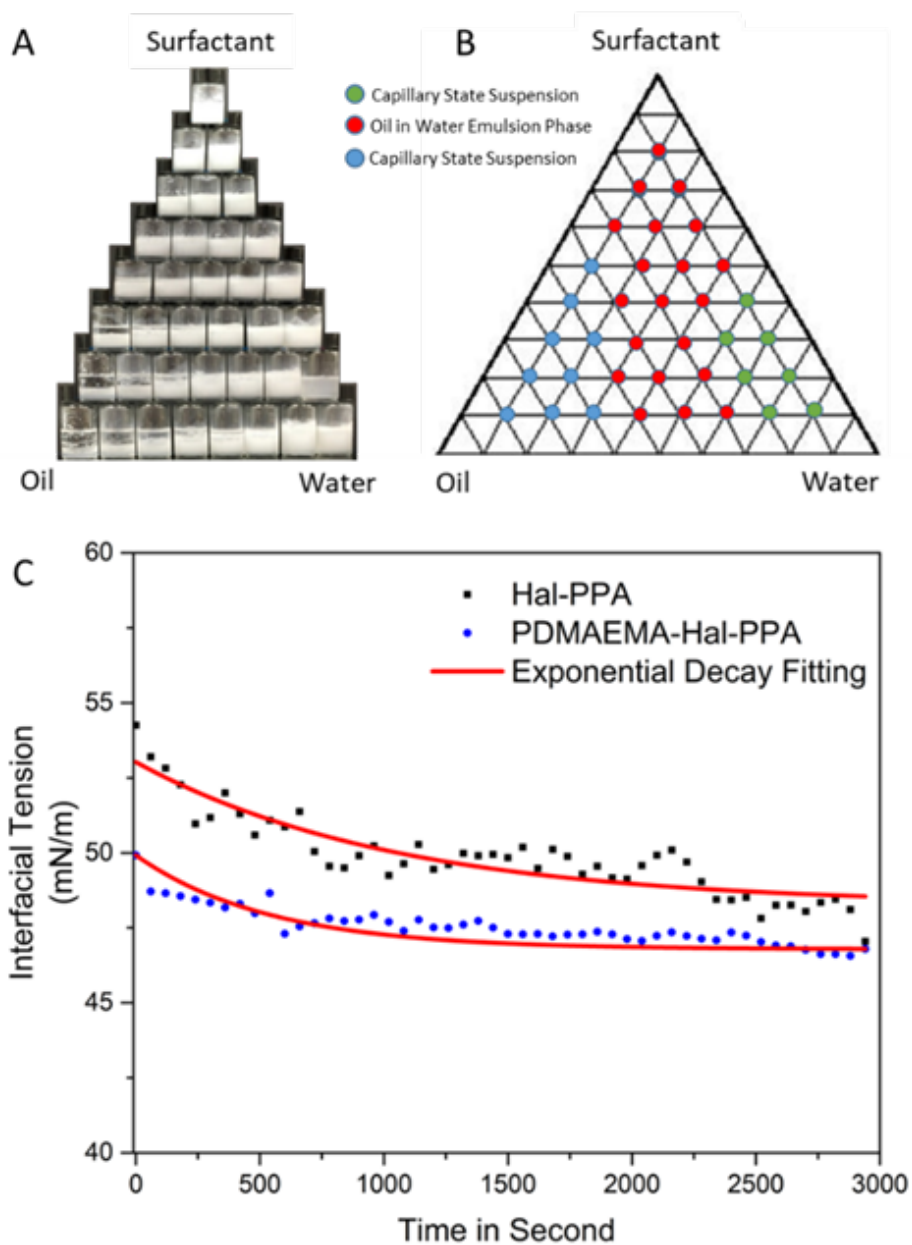 A
Surfactant
Oil
Water
B
Surfactant
Capillary State Suspension
Oil in Water Emulsion Phase
Capillary State Suspension
Oil
Water
C
60
55
50
45
40
Interfacial Tension
(mN/m)
Hal-PPA
PDMAEMA-Hal-PPA
Exponential Decay Fitting
0
500
1000
1500
2000
2500
3000
Time in Second